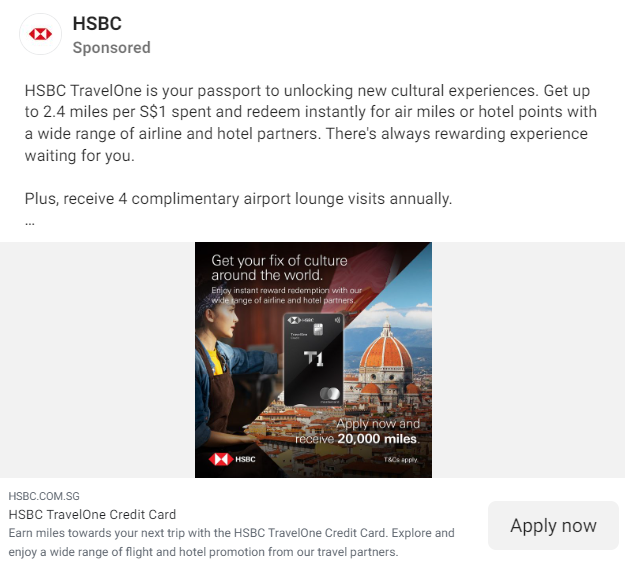 HSBC
Sponsored
HSBC TravelOne is your passport to unlocking new cultural experiences. Get up
to 2.4 miles per S$1 spent and redeem instantly for air miles or hotel points with
a wide range of airline and hotel partners. There's always rewarding experience
waiting for you.
Plus, receive 4 complimentary airport lounge visits annually.
...
Get your fix of culture
around the world.
Enjoy instant reward redemption with our
wide range of airline and hotel partners.
HSBC
T1
Apply now and
receive 20,000 miles.
HSBC
T&Cs apply.
HSBC.COM.SG
HSBC TravelOne Credit Card
Earn miles towards your next trip with the HSBC TravelOne Credit Card. Explore and
enjoy a wide range of flight and hotel promotion from our travel partners.
Apply now